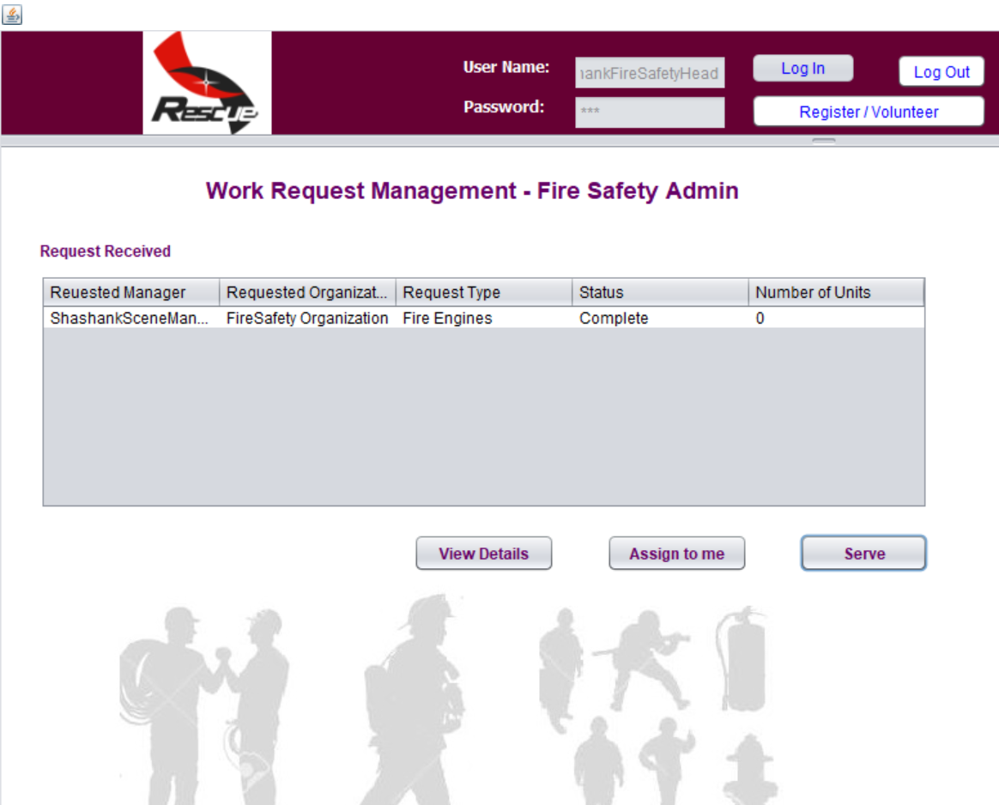 Rescue
User Name:
ankFireSafetyHead
Log In
Log Out
Password:
***
Register / Volunteer
Work Request Management - Fire Safety Admin
Request Received
Reuested Manager Requested Organizat... Request Type Status Number of Units
ShashankSceneMan... FireSafety Organization Fire Engines Complete 0
View Details
Assign to me
Serve